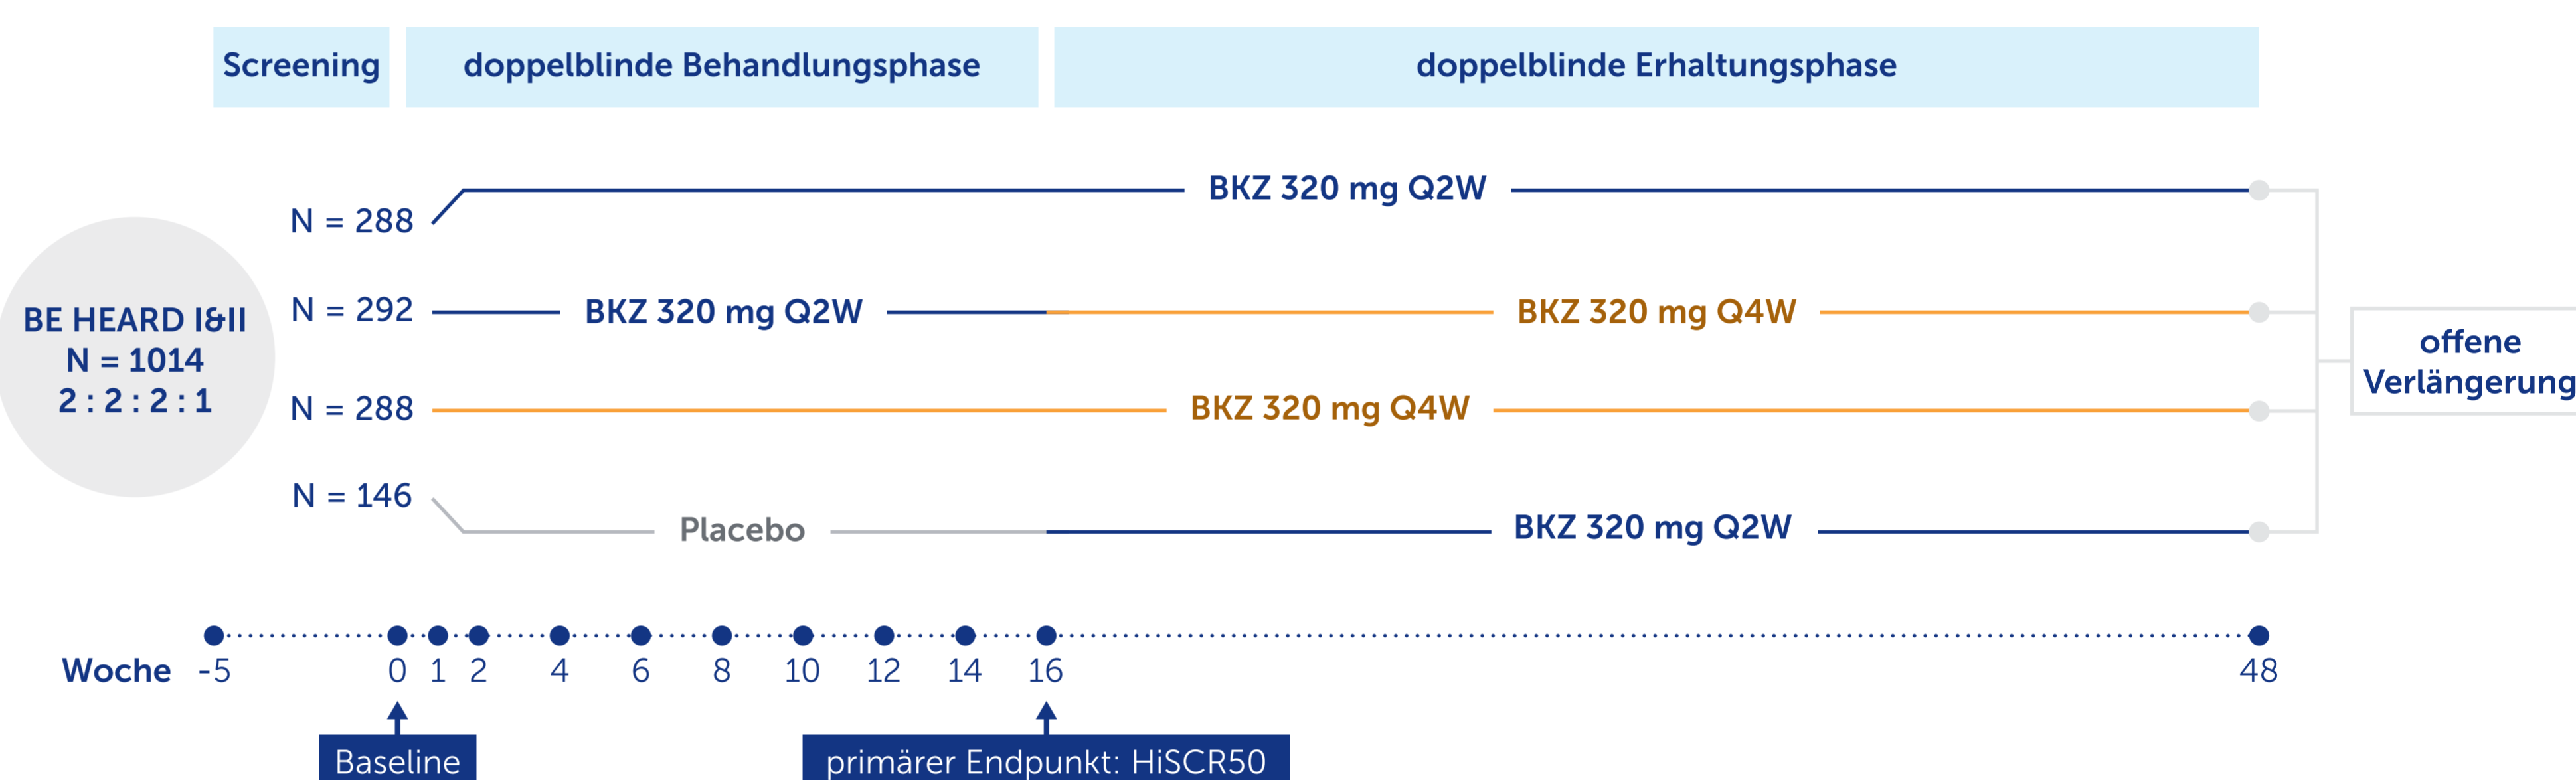 Screening
doppelblinde Behandlungsphase
doppelblinde Erhaltungsphase
BE HEARD I&II
N = 1014
2 : 2 : 2 : 1
N = 288
BKZ 320 mg Q2W
N = 292
BKZ 320 mg Q2W
BKZ 320 mg Q4W
N = 288
BKZ 320 mg Q4W
N = 146
Placebo
BKZ 320 mg Q2W
offene
Verlängerung
Woche -5 0 1 2 4 6 8 10 12 14 16 48
Baseline
primärer Endpunkt: HiSCR50